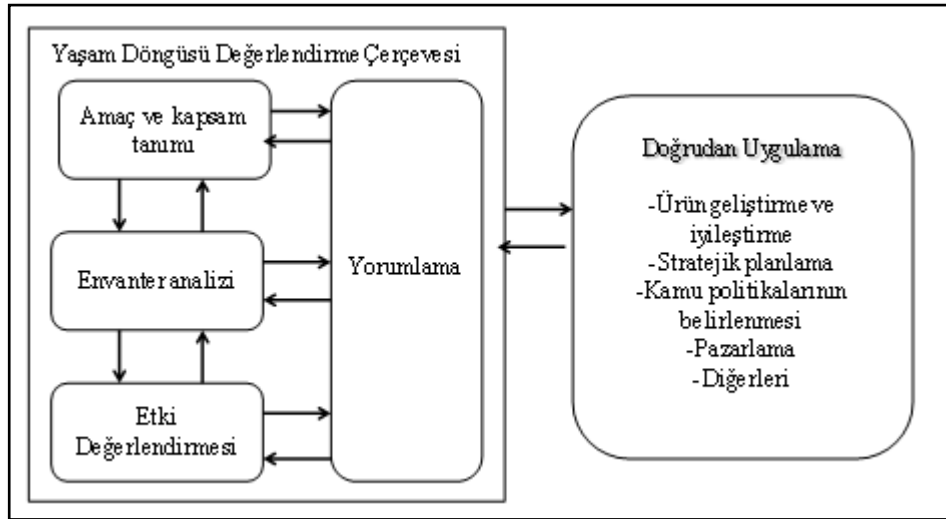 Yaşam Döngüsü Değerlendirme Çerçevesi
Amaç ve kapsam
tanımı
Envanter analizi
Etki
Değerlendirmesi
Yorumlama
Doğrudan Uygulama
-Ürün geliştirme ve
iyileştirme
-Stratejik planlama
-Kamu politikalarının
belirlenmesi
-Pazarlama
-Diğerleri